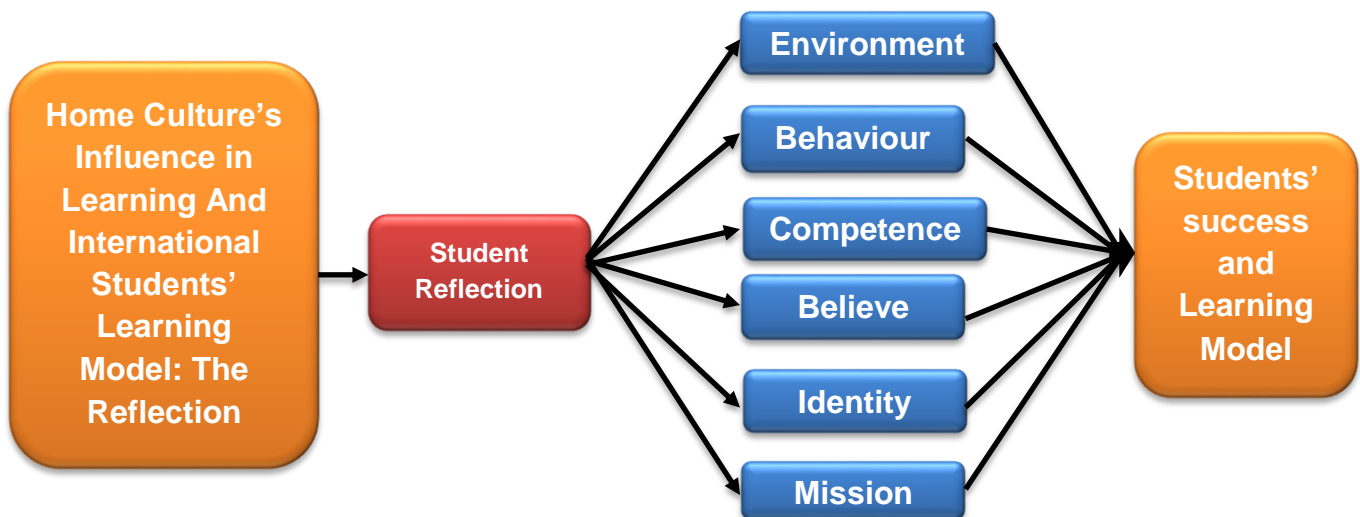 Home Culture’s
Influence in
Learning And
International
Students’
Learning
Model: The
Reflection
Student
Reflection
Environment
Behaviour
Competence
Believe
Identity
Mission
Students’
success
and
Learning
Model